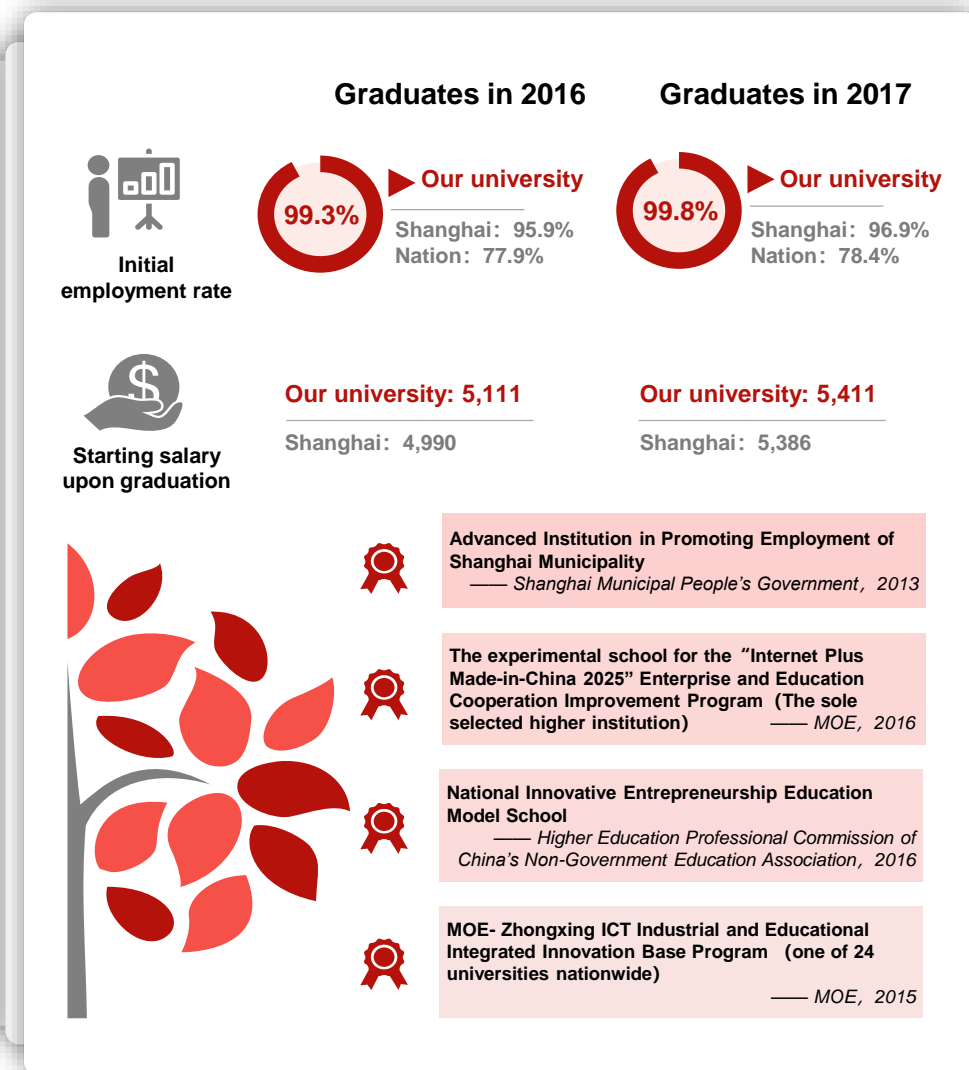 Graduates in 2016
Graduates in 2017
Initial
employment rate
99.3%
Our university
Shanghai：95.9%
Nation：77.9%
99.8%
Our university
Shanghai：96.9%
Nation：78.4%
$
Starting salary
upon graduation
Our university: 5,111
Shanghai：4,990
Our university: 5,411
Shanghai：5,386
Advanced Institution in Promoting Employment of
Shanghai Municipality
—— Shanghai Municipal People's Government，2013
The experimental school for the “Internet Plus
Made-in-China 2025” Enterprise and Education
Cooperation Improvement Program（The sole
selected higher institution） —— MOE，2016
National Innovative Entrepreneurship Education
Model School
—— Higher Education Professional Commission of
China's Non-Government Education Association，2016
MOE- Zhongxing ICT Industrial and Educational
Integrated Innovation Base Program （one of 24
universities nationwide）
—— MOE，2015